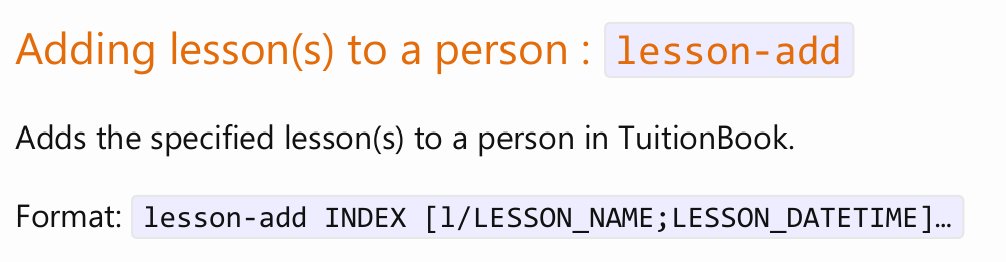 Adding lesson(s) to a person : lesson-add
Adds the specified lesson(s) to a person in TuitionBook.
Format: lesson-add INDEX [l/LESSON_NAME;LESSON_DATETIME]…